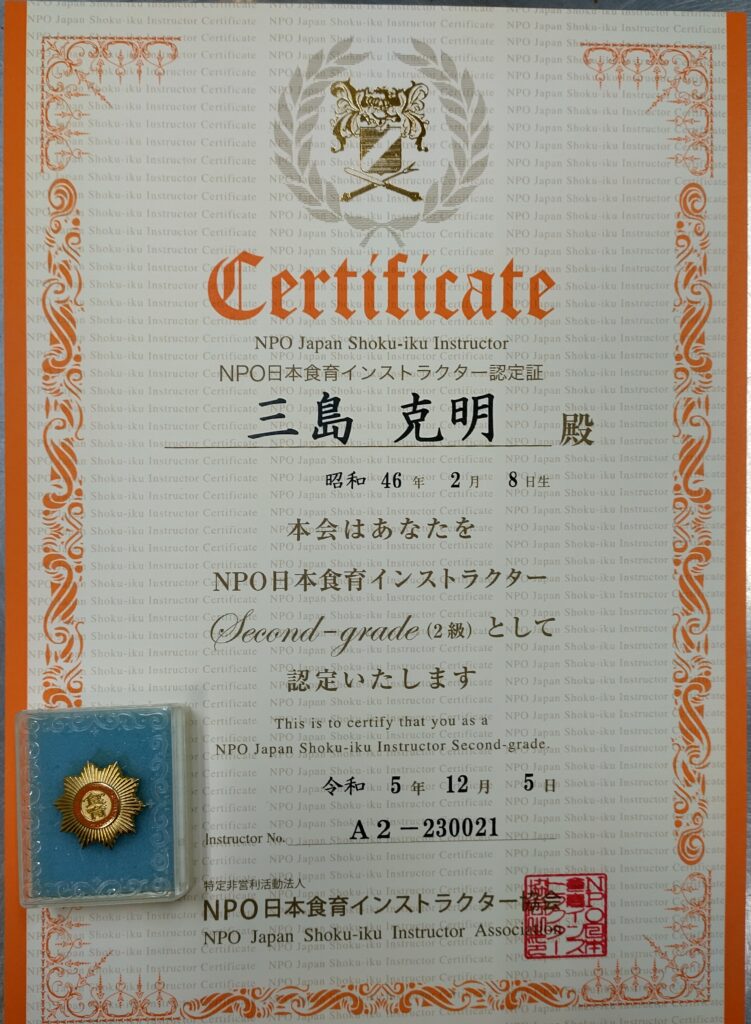 Certificate
NPO Japan Shoku-iku Instructor
NPO日本食育インストラクター認定証
三島 克明 殿
昭和 46 年 2 月 8 日生
本会はあなたを
NPO日本食育インストラクター
Second-grade (2級) として
認定いたします
This is to certify that you as a
NPO Japan Shoku-iku Instructor Second-grade.
令和 5 年 12 月 5 日
Instructor No. A2-230021
特定非営利活動法人
NPO日本食育インストラクター協会
NPO Japan Shoku-iku Instructor Association
食育